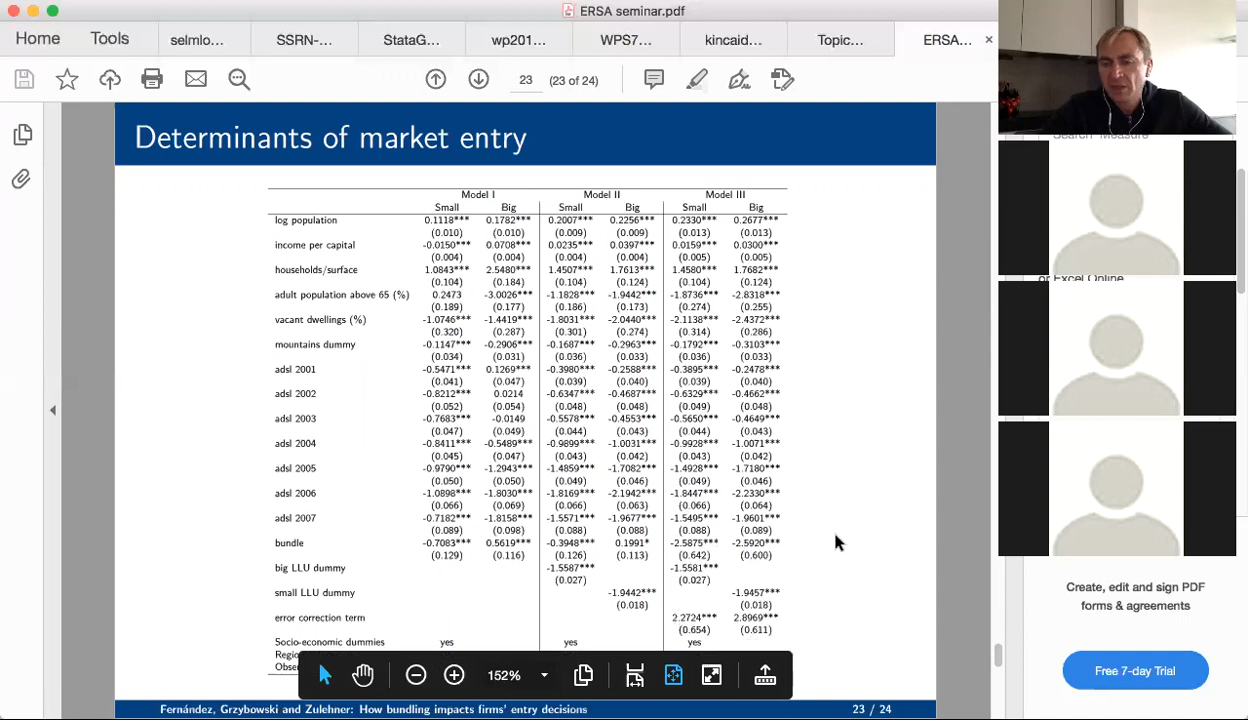 ERSA seminar.pdf
Home Tools selmlo... SSRN-... StataG... wp201... WPS7... kincaid... Topic... ERSA... ×
23 (23 of 24)
Determinants of market entry
Model I Model II Model III
Small Big Small Big Small Big
log population 0.1118*** 0.1782*** 0.2007*** 0.2256*** 0.2330*** 0.2677***
(0.010) (0.010) (0.009) (0.009) (0.013) (0.013)
income per capital -0.0150*** 0.0708*** 0.0235*** 0.0397*** 0.0159*** 0.0300***
(0.004) (0.004) (0.004) (0.004) (0.005) (0.005)
households/surface 1.0843*** 2.5480*** 1.4507*** 1.7613*** 1.4580*** 1.7682***
(0.104) (0.184) (0.104) (0.124) (0.104) (0.124)
adult population above 65 (%) 0.2473 -3.0026*** -1.1828*** -1.9442*** -1.8736*** -2.8318***
(0.189) (0.177) (0.186) (0.173) (0.274) (0.255)
vacant dwellings (%) -1.0746*** -1.4419*** -1.8031*** -2.0440*** -2.1138*** -2.4372***
(0.320) (0.287) (0.301) (0.274) (0.314) (0.286)
mountains dummy -0.1147*** -0.2906*** -0.1687*** -0.2963*** -0.1792*** -0.3103***
(0.034) (0.031) (0.036) (0.033) (0.036) (0.033)
adsl 2001 -0.5471*** 0.1269*** -0.3980*** -0.2588*** -0.3895*** -0.2478***
(0.041) (0.047) (0.039) (0.040) (0.039) (0.040)
adsl 2002 -0.8212*** 0.0214 -0.6347*** -0.4687*** -0.6329*** -0.4662***
(0.052) (0.054) (0.048) (0.048) (0.049) (0.048)
adsl 2003 -0.7683*** -0.0149 -0.5578*** -0.4553*** -0.5650*** -0.4649***
(0.047) (0.049) (0.044) (0.043) (0.044) (0.043)
adsl 2004 -0.8411*** -0.5489*** -0.9899*** -1.0031*** -0.9928*** -1.0071***
(0.045) (0.047) (0.043) (0.042) (0.043) (0.042)
adsl 2005 -0.9790*** -1.2943*** -1.4859*** -1.7082*** -1.4928*** -1.7180***
(0.050) (0.050) (0.049) (0.046) (0.049) (0.046)
adsl 2006 -1.0898*** -1.8030*** -1.8169*** -2.1942*** -1.8447*** -2.2330***
(0.066) (0.069) (0.066) (0.063) (0.066) (0.064)
adsl 2007 -0.7182*** -1.8158*** -1.5571*** -1.9677*** -1.5495*** -1.9601***
(0.089) (0.098) (0.088) (0.088) (0.088) (0.089)
bundle -0.7083*** 0.5619*** -0.3948*** 0.1991* -2.5875*** -2.5920***
(0.129) (0.116) (0.126) (0.113) (0.642) (0.600)
big LLU dummy -1.5587*** -1.5581***
(0.027) (0.027)
small LLU dummy -1.9442*** -1.9457***
(0.018) (0.018)
error correction term 2.2724*** 2.8969***
(0.654) (0.611)
Socio-economic dummies yes yes yes
152%
Fernández, Grzybowski and Zulehner: How bundling impacts firms' entry decisions 23 / 24
or Excel Online
Create, edit and sign PDF
forms & agreements
Free 7-day Trial